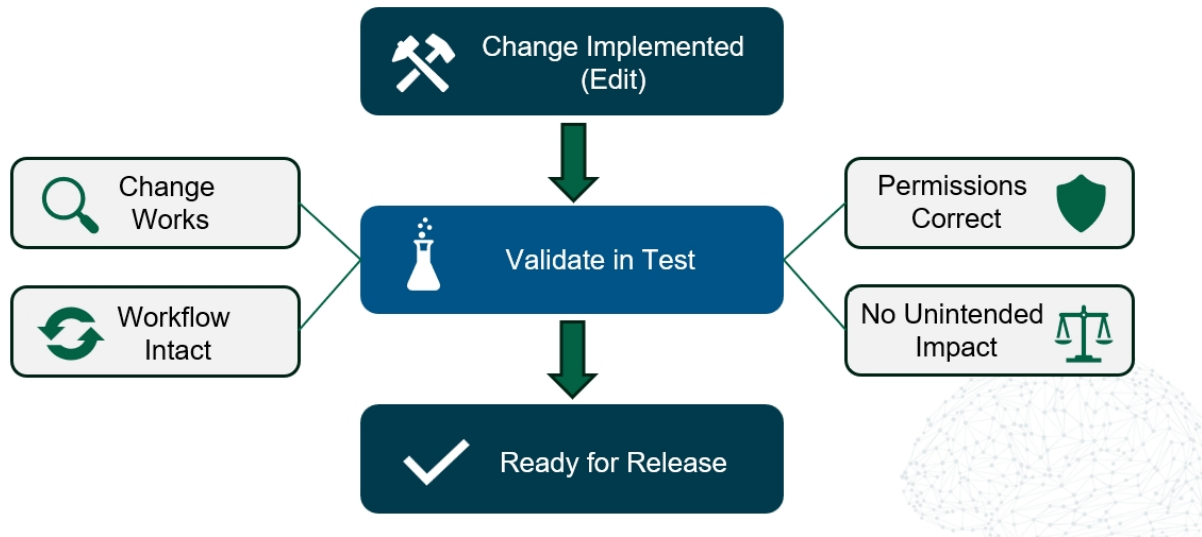 Change Implemented
(Edit)
Change
Works
Workflow
Intact
Validate in Test
Permissions
Correct
No Unintended
Impact
Ready for Release